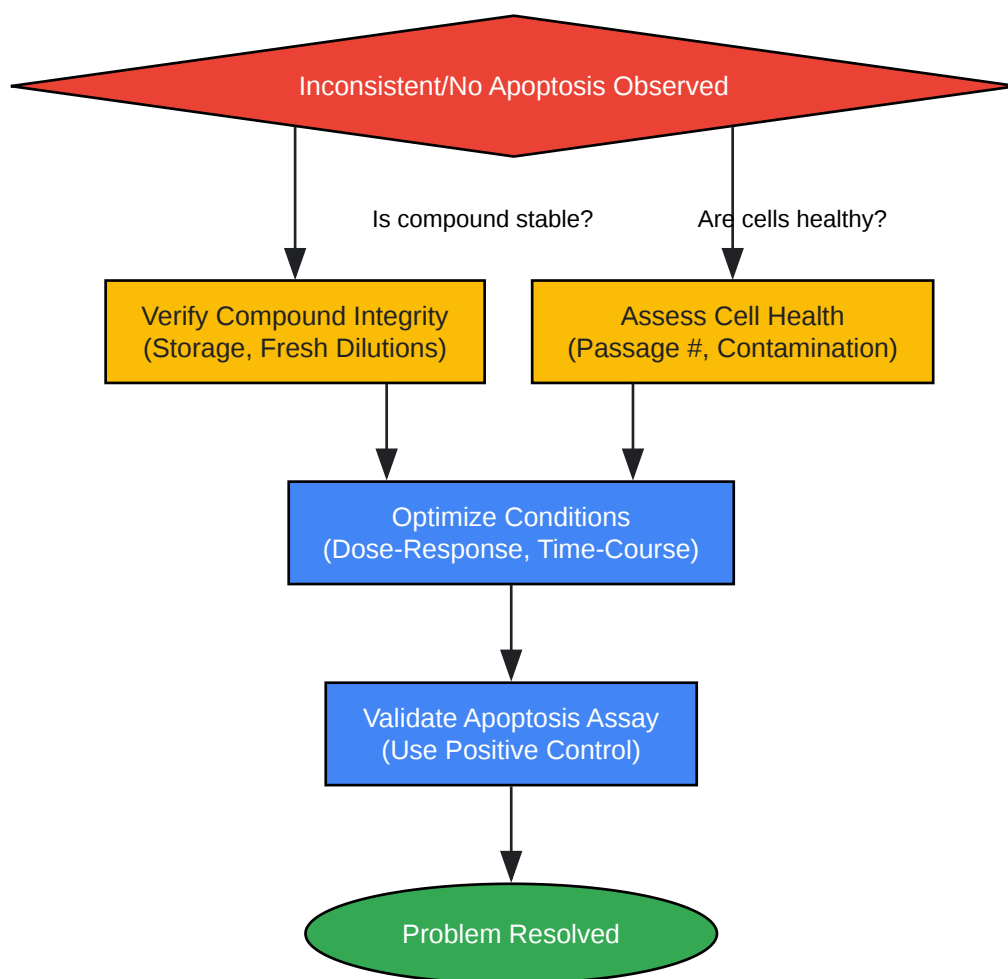 Inconsistent/No Apoptosis Observed
Is compound stable?
Are cells healthy?
Verify Compound Integrity
(Storage, Fresh Dilutions)
Assess Cell Health
(Passage #, Contamination)
Optimize Conditions
(Dose-Response, Time-Course)
Validate Apoptosis Assay
(Use Positive Control)
Problem Resolved